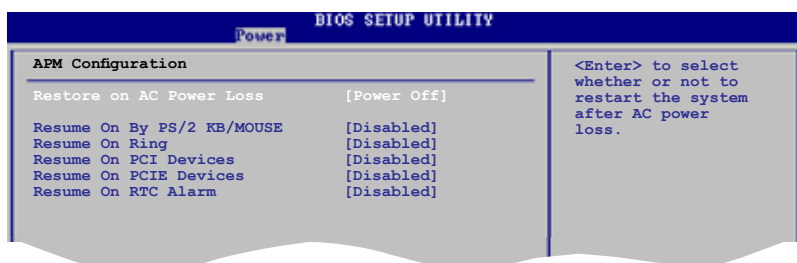 BIOS SETUP UTILITY
Power
APM Configuration
Restore on AC Power Loss [Power Off]
Resume On By PS/2 KB/MOUSE [Disabled]
Resume On Ring [Disabled]
Resume On PCI Devices [Disabled]
Resume On PCIE Devices [Disabled]
Resume On RTC Alarm [Disabled]
<Enter> to select
whether or not to
restart the system
after AC power
loss.